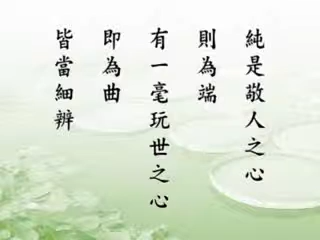 純是敬人之心
則為端
有一毫玩世之心
即為曲
皆當細辨